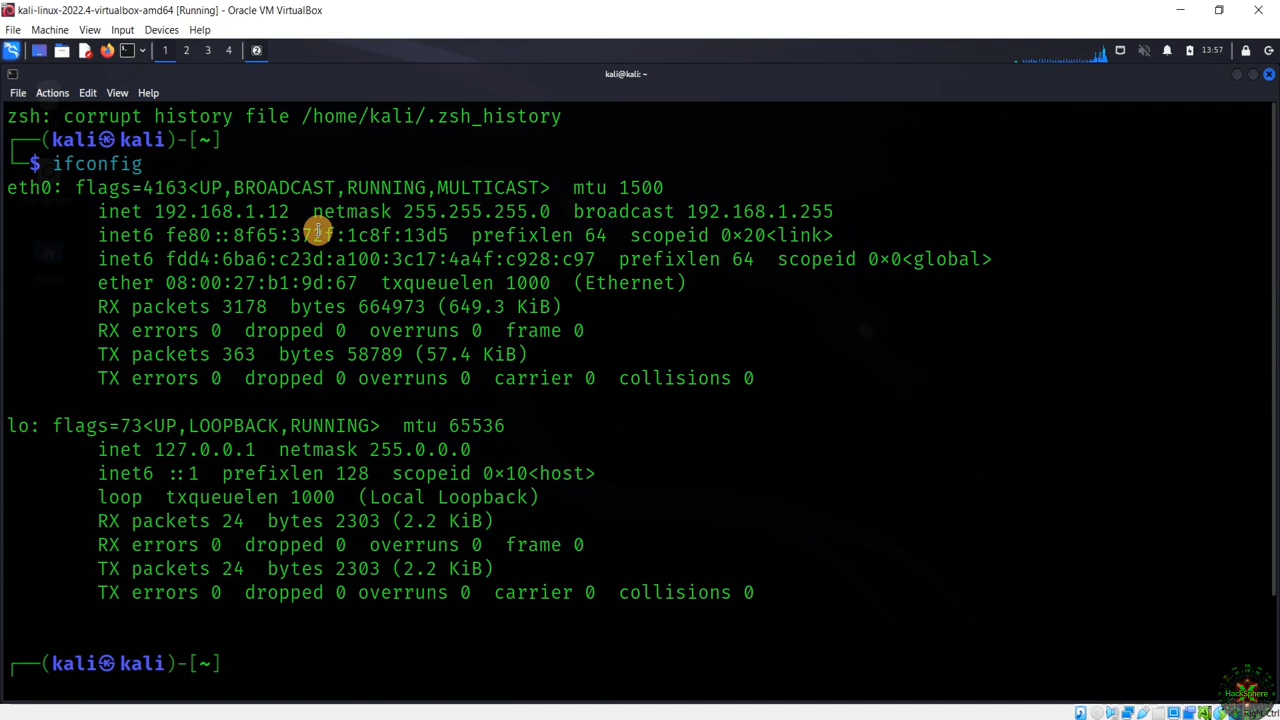 kali-linux-2022.4-virtualbox-amd64 [Running] - Oracle VM VirtualBox
File Machine View Input Devices Help
1 2 3 4 13:57
kali@kali: ~
File Actions Edit View Help
zsh: corrupt history file /home/kali/.zsh_history
┌──(kali㉿kali)-[~]
└─$ ifconfig
eth0: flags=4163<UP,BROADCAST,RUNNING,MULTICAST> mtu 1500
inet 192.168.1.12 netmask 255.255.255.0 broadcast 192.168.1.255
inet6 fe80::8f65:372f:1c8f:13d5 prefixlen 64 scopeid 0×20<link>
inet6 fdd4:6ba6:c23d:a100:3c17:4a4f:c928:c97 prefixlen 64 scopeid 0×0<global>
ether 08:00:27:b1:9d:67 txqueuelen 1000 (Ethernet)
RX packets 3178 bytes 664973 (649.3 KiB)
RX errors 0 dropped 0 overruns 0 frame 0
TX packets 363 bytes 58789 (57.4 KiB)
TX errors 0 dropped 0 overruns 0 carrier 0 collisions 0
lo: flags=73<UP,LOOPBACK,RUNNING> mtu 65536
inet 127.0.0.1 netmask 255.0.0.0
inet6 ::1 prefixlen 128 scopeid 0×10<host>
loop txqueuelen 1000 (Local Loopback)
RX packets 24 bytes 2303 (2.2 KiB)
RX errors 0 dropped 0 overruns 0 frame 0
TX packets 24 bytes 2303 (2.2 KiB)
TX errors 0 dropped 0 overruns 0 carrier 0 collisions 0
┌──(kali㉿kali)-[~]
HackSphere
Ctrl